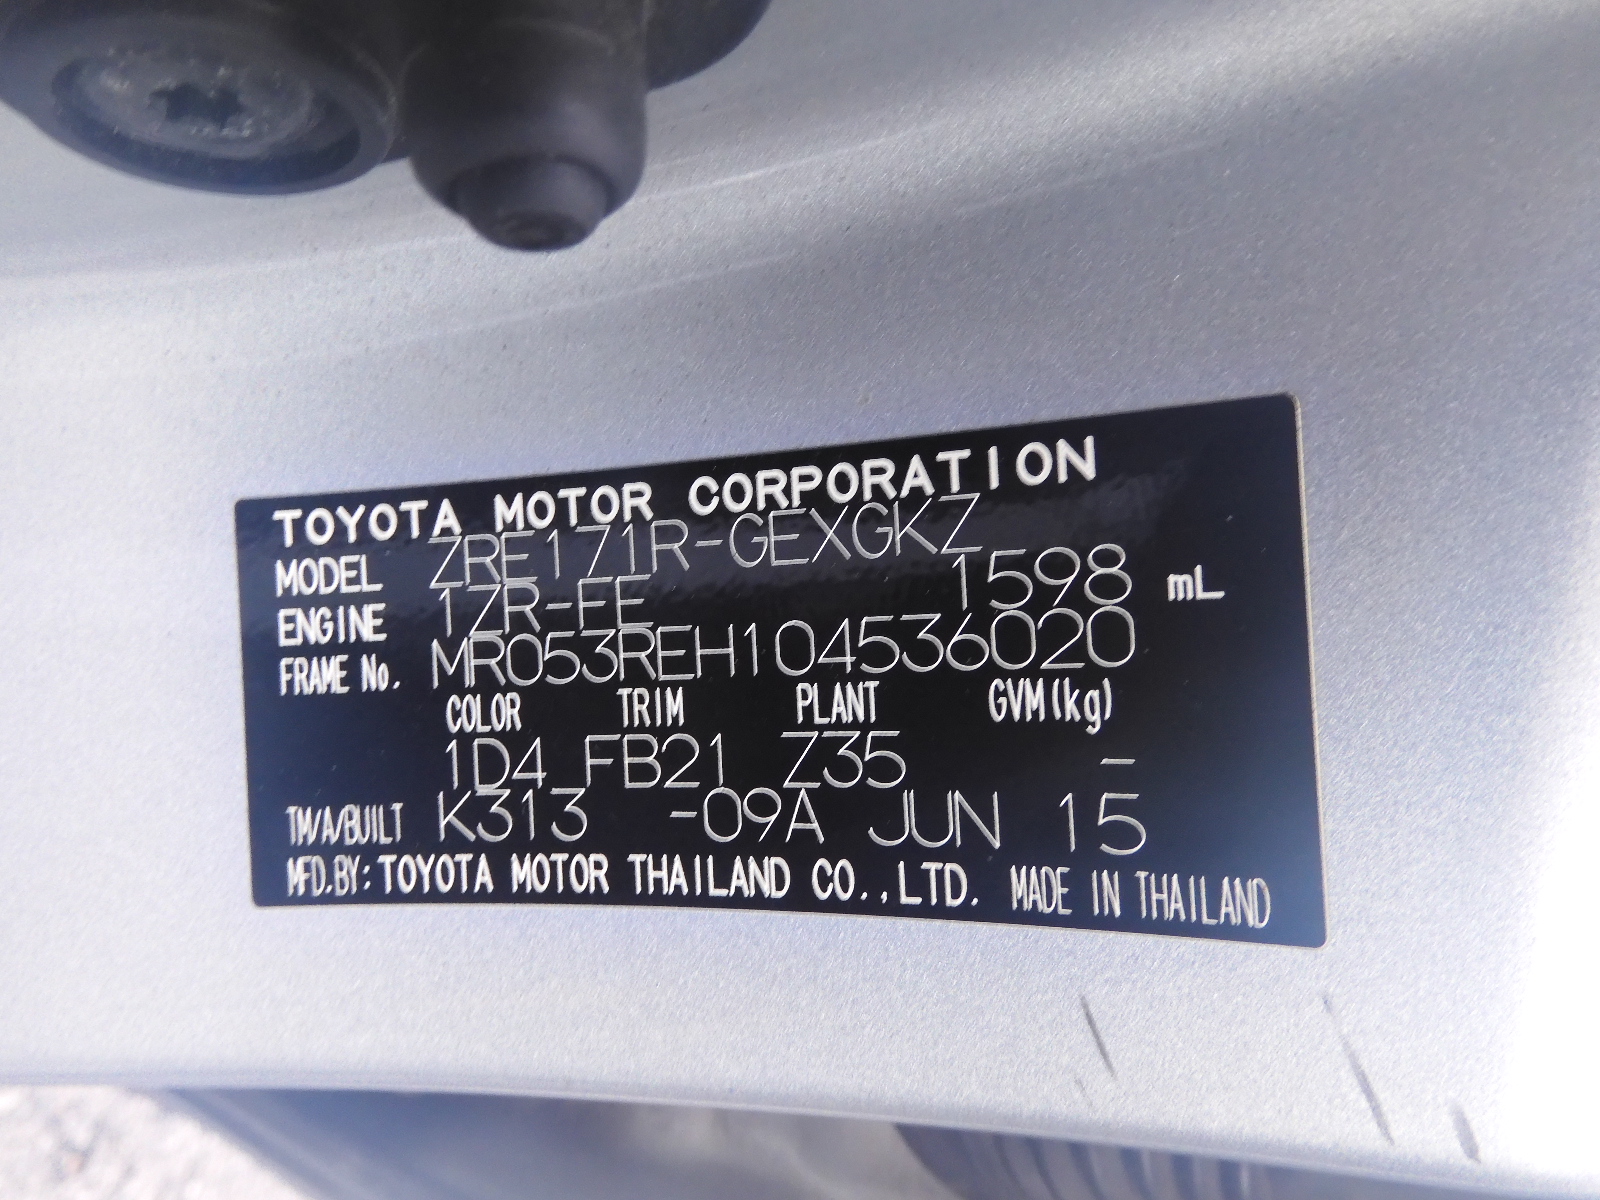 TOYOTA MOTOR CORPORATION
MODEL ZRE171R-GEXGKZ
ENGINE 1ZR-FE 1598 mL
FRAME No. MR053REH104536020
COLOR TRIM PLANT GVM(kg)
1D4 FB21 Z35 -
TM/A/BUILT K313 -09A JUN 15
MFD.BY:TOYOTA MOTOR THAILAND CO.,LTD. MADE IN THAILAND